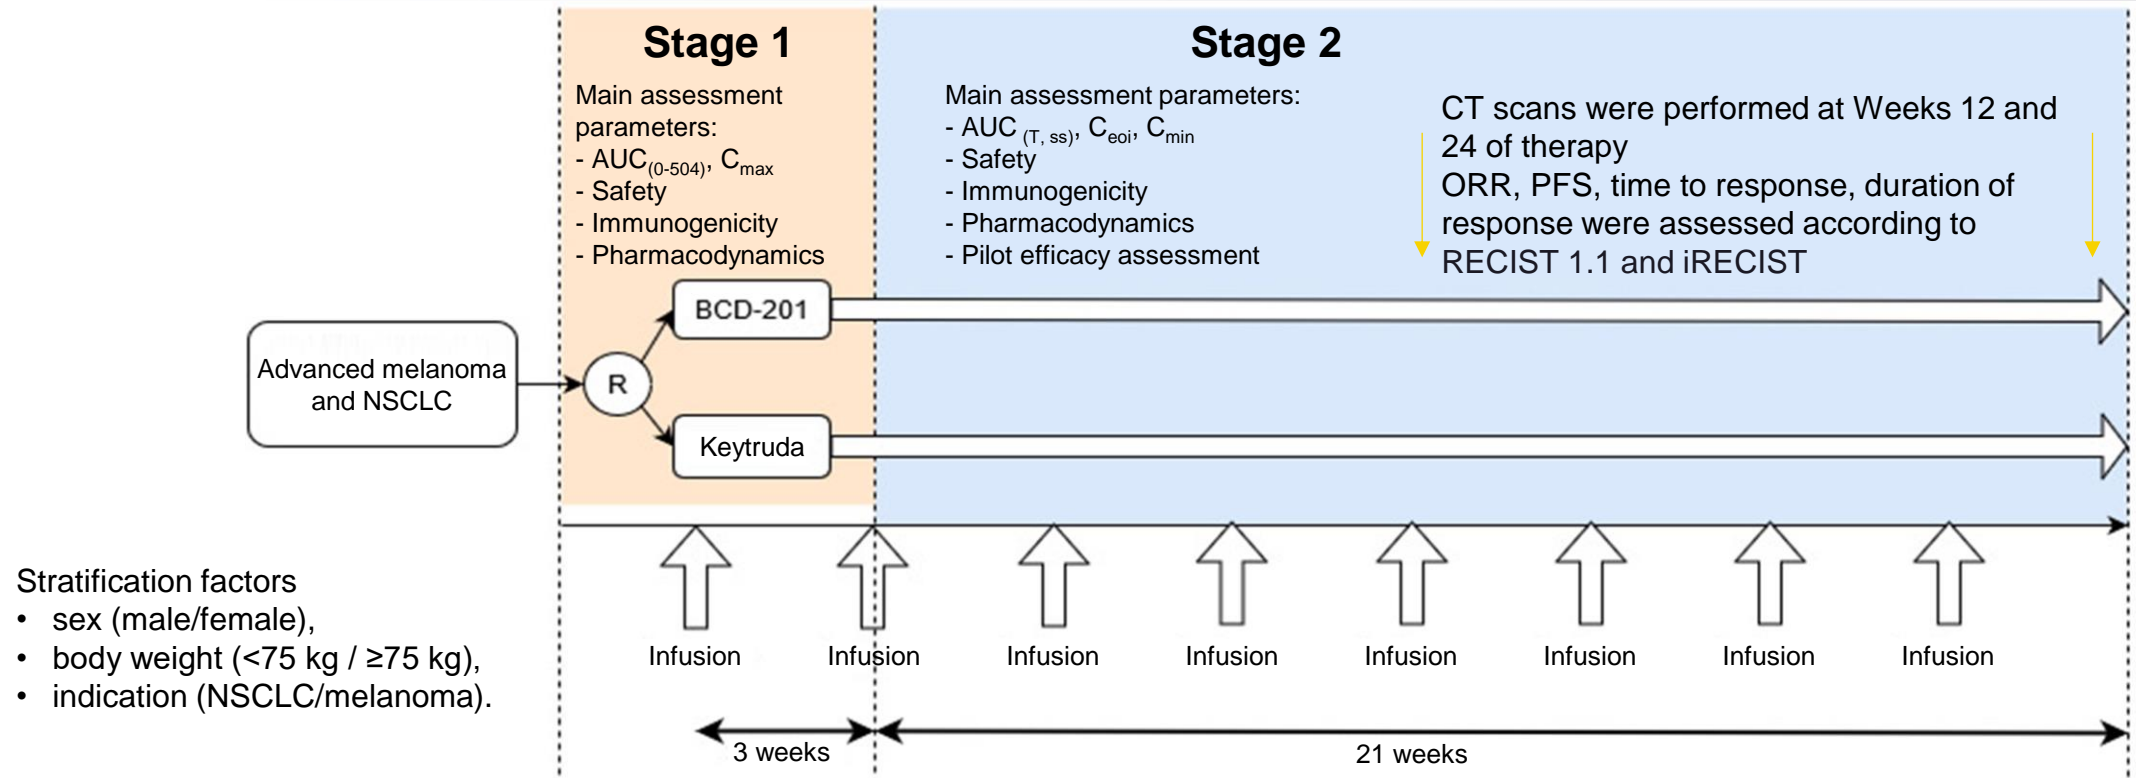 Stage 1
Main assessment
parameters:
- AUC(0-504), Cmax
- Safety
- Immunogenicity
- Pharmacodynamics
Stage 2
Main assessment parameters:
- AUC (T, ss), Ceoi, Cmin
- Safety
- Immunogenicity
- Pharmacodynamics
- Pilot efficacy assessment
CT scans were performed at Weeks 12 and
24 of therapy
ORR, PFS, time to response, duration of
response were assessed according to
RECIST 1.1 and iRECIST
Advanced melanoma
and NSCLC
R
BCD-201
Keytruda
Stratification factors
• sex (male/female),
• body weight (<75 kg / ≥75 kg),
• indication (NSCLC/melanoma).
Infusion
Infusion
Infusion
Infusion
Infusion
Infusion
Infusion
Infusion
3 weeks
21 weeks